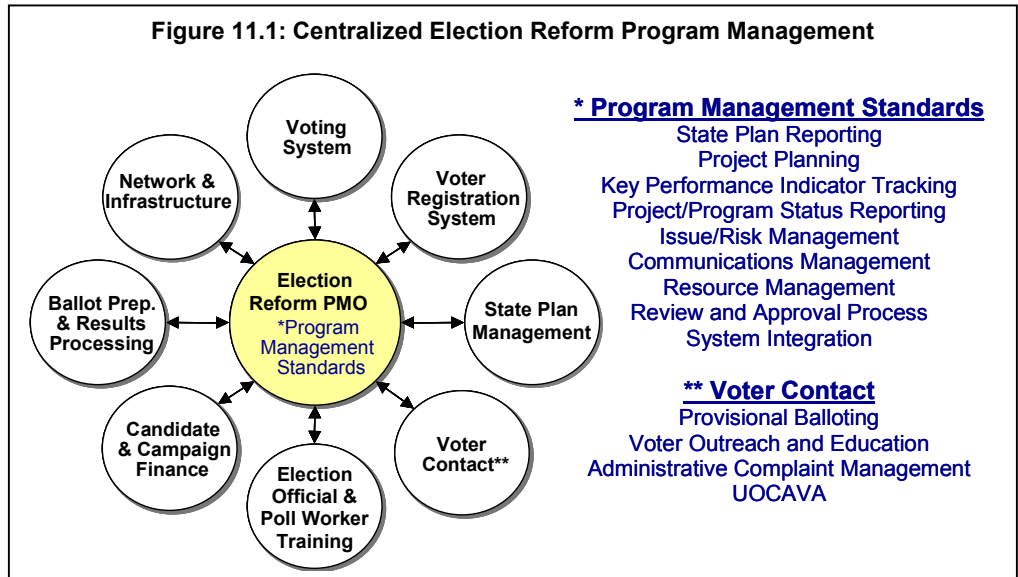 Figure 11.1: Centralized Election Reform Program Management
Voting
System
Voter
Registration
System
State Plan
Management
Voter
Contact**
Election
Official &
Poll Worker
Training
Candidate
& Campaign
Finance
Ballot Prep.
& Results
Processing
Network &
Infrastructure
Election
Reform PMO
*Program
Management
Standards
* Program Management Standards
State Plan Reporting
Project Planning
Key Performance Indicator Tracking
Project/Program Status Reporting
Issue/Risk Management
Communications Management
Resource Management
Review and Approval Process
System Integration
** Voter Contact
Provisional Balloting
Voter Outreach and Education
Administrative Complaint Management
UOCAVA